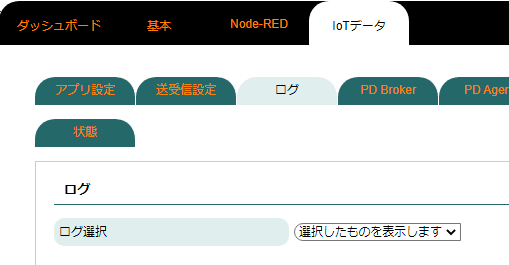 ダッシュボード 基本 Node-RED IoTデータ
アプリ設定 送受信設定 ログ PD Broker PD Agen
状態
ログ
ログ選択 選択したものを表示します